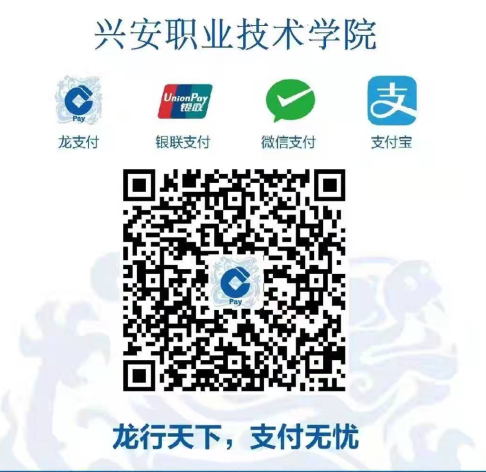 兴安职业技术学院
Pay UnionPay 银联 支
龙支付 银联支付 微信支付 支付宝
Pay
龙行天下，支付无忧